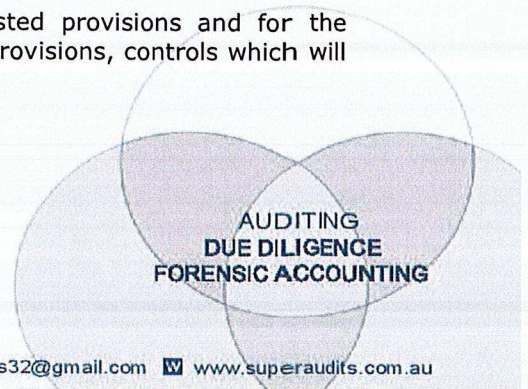 sted provisions and for the
rovisions, controls which will
AUDITING
DUE DILIGENCE
FORENSIC ACCOUNTING
s32@gmail.com W www.superaudits.com.au